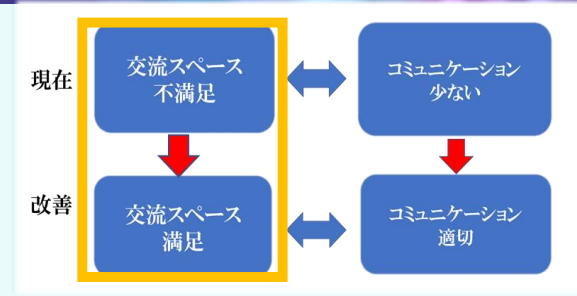 現在
交流スペース
不満足
コミュニケーション
少ない
改善
交流スペース
満足
コミュニケーション
適切